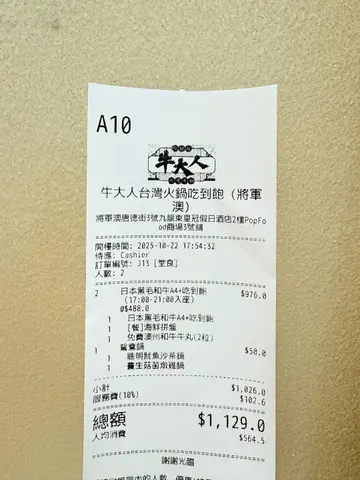 A10
牛大人
牛大人台灣火鍋吃到飽 (將軍
澳)
將軍澳唐德街3號九龍東皇冠假日酒店2樓PopFo
od商場3號舖
開檯時間: 2025-10-22 17:54:32
侍應: Cashier
訂單編號: J13 [堂食]
人數: 2
2 日本黑毛和牛A4+吃到飽 $976.0
(17:00-21:00入座)
@$488.0
1 日本黑毛和牛A4+吃到飽
1 [餐]海鮮拼盤
1 免費澳州和牛牛丸(2粒)
1 鴛鴦鍋 $50.0
1 聰明魷魚沙茶鍋
1 養生菇菌燉雞鍋
小計 $1,026.0
服務費(10%) $102.6
總額 $1,129.0
人均消費 $564.5
謝謝光臨